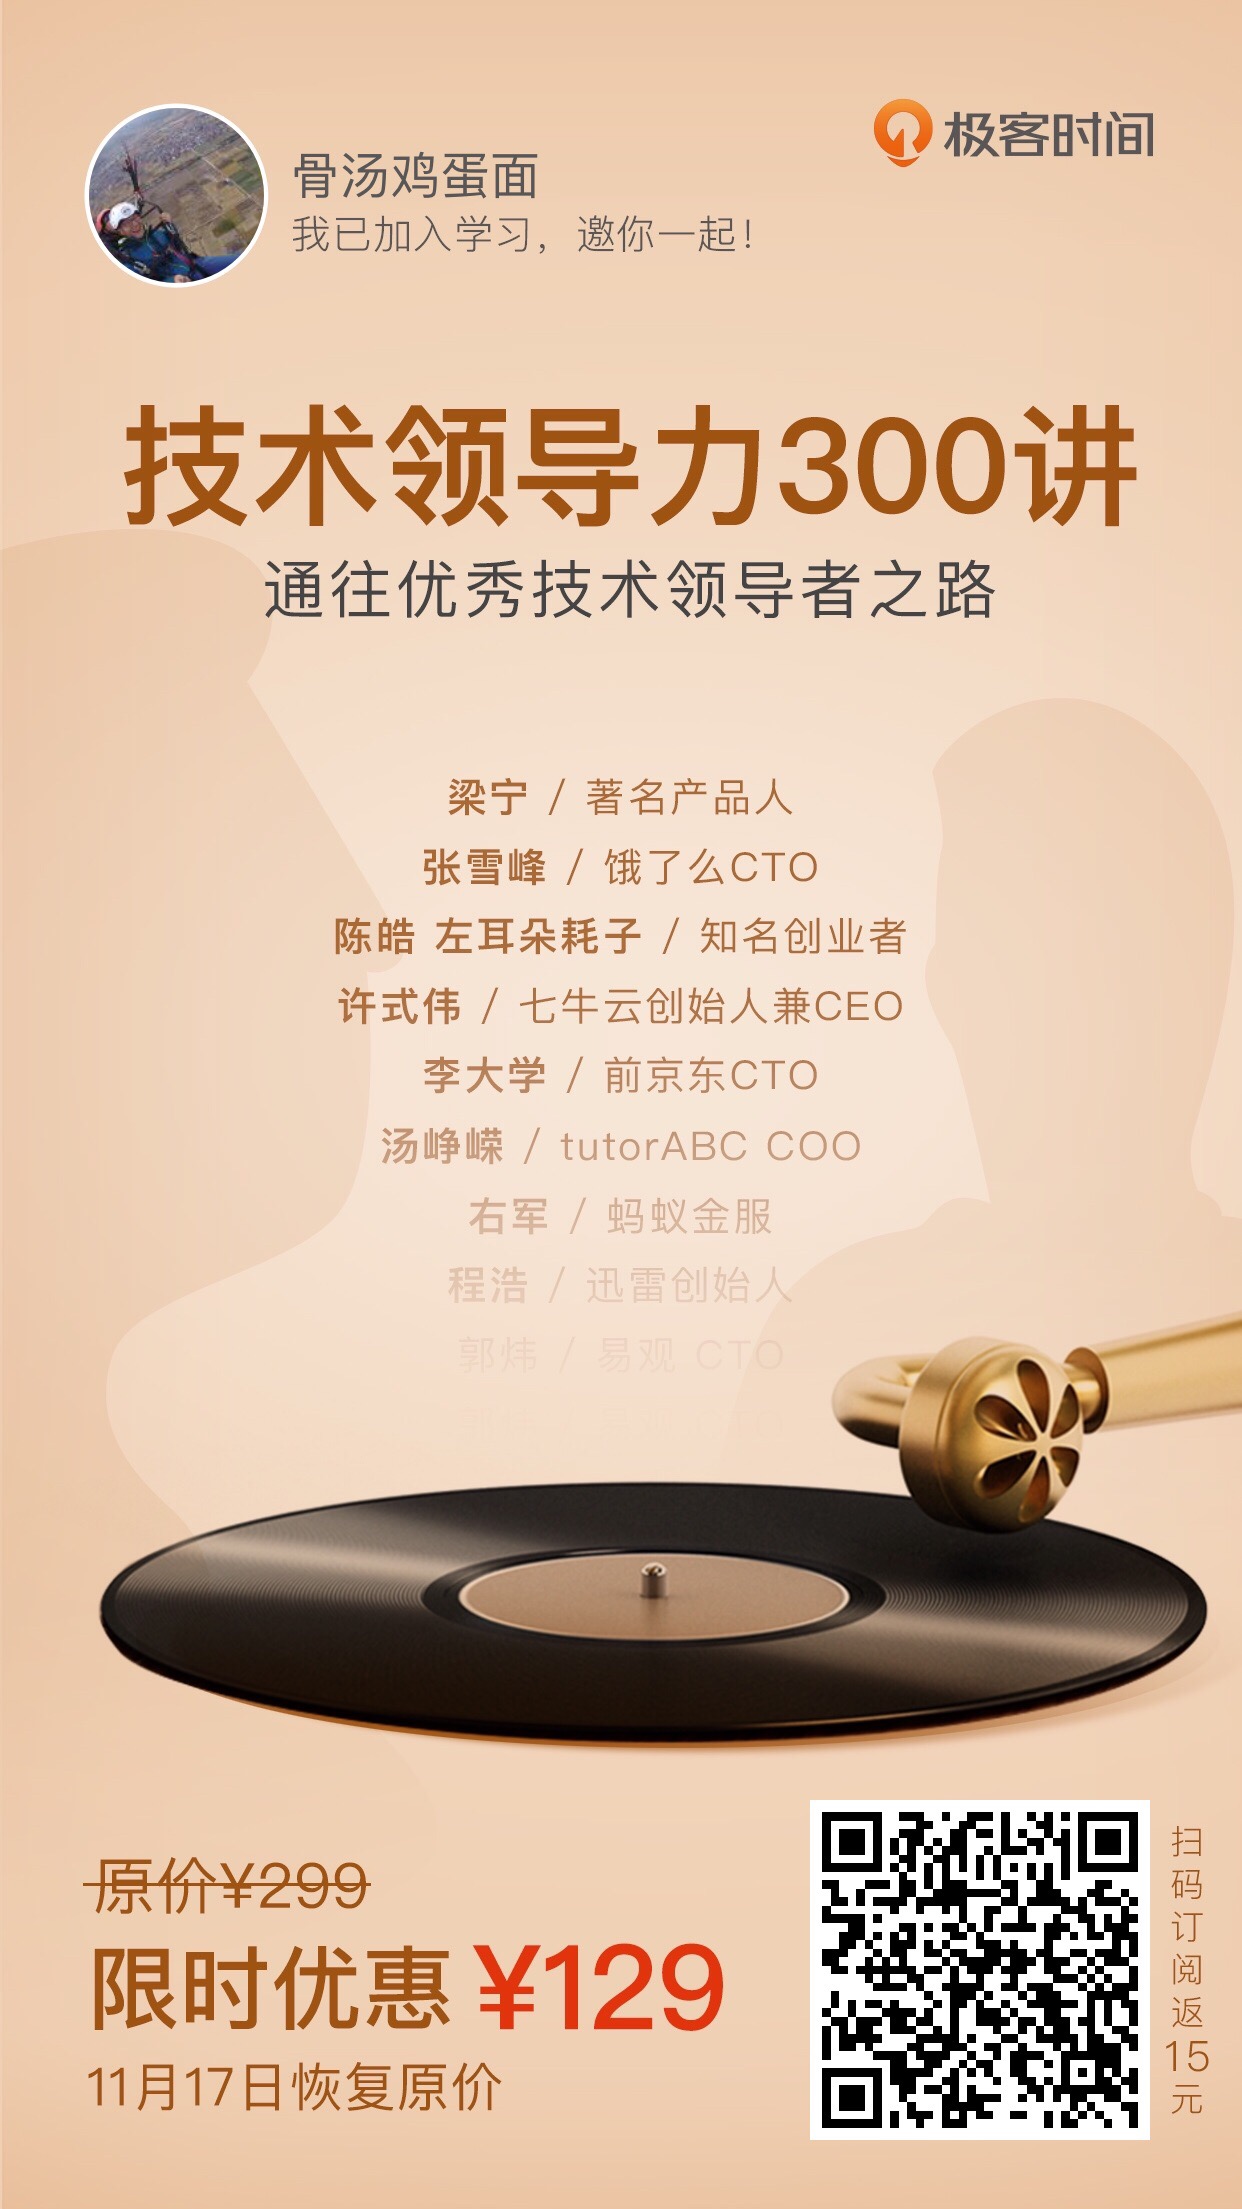 极客时间
骨汤鸡蛋面
我已加入学习，邀你一起！
技术领导力300讲
通往优秀技术领导者之路
梁宁 / 著名产品人
张雪峰 / 饿了么CTO
陈皓 左耳朵耗子 / 知名创业者
许式伟 / 七牛云创始人兼CEO
李大学 / 前京东CTO
汤峥嵘 / tutorABC COO
右军 / 蚂蚁金服
程浩 / 迅雷创始人
郭炜 / 易观 CTO
原价¥299
限时优惠 ¥129
11月17日恢复原价
扫码订阅返15元